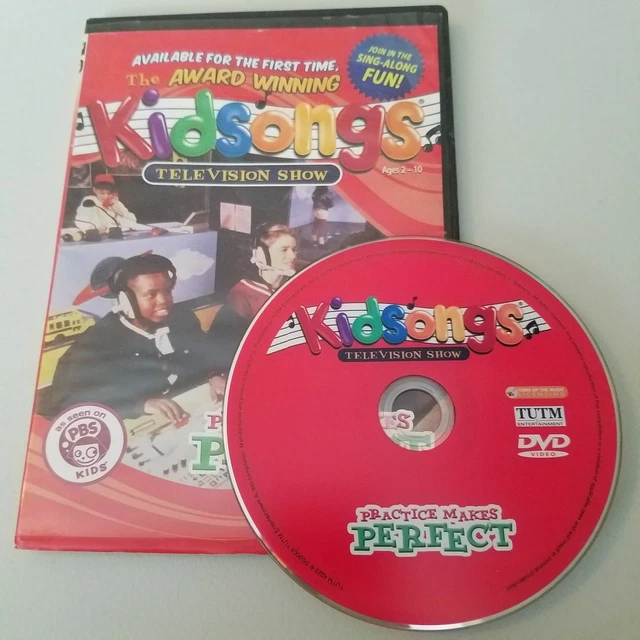 AVAILABLE FOR THE FIRST TIME,
The AWARD WINNING
JOIN IN THE
SING-ALONG
FUN!
Kidsongs®
TELEVISION SHOW
Ages 2 - 10
as seen on
PBS
KIDS
Kidsongs®
TELEVISION SHOW
TUTM
ENTERTAINMENT
DVD
VIDEO
PRACTICE MAKES
PERFECT